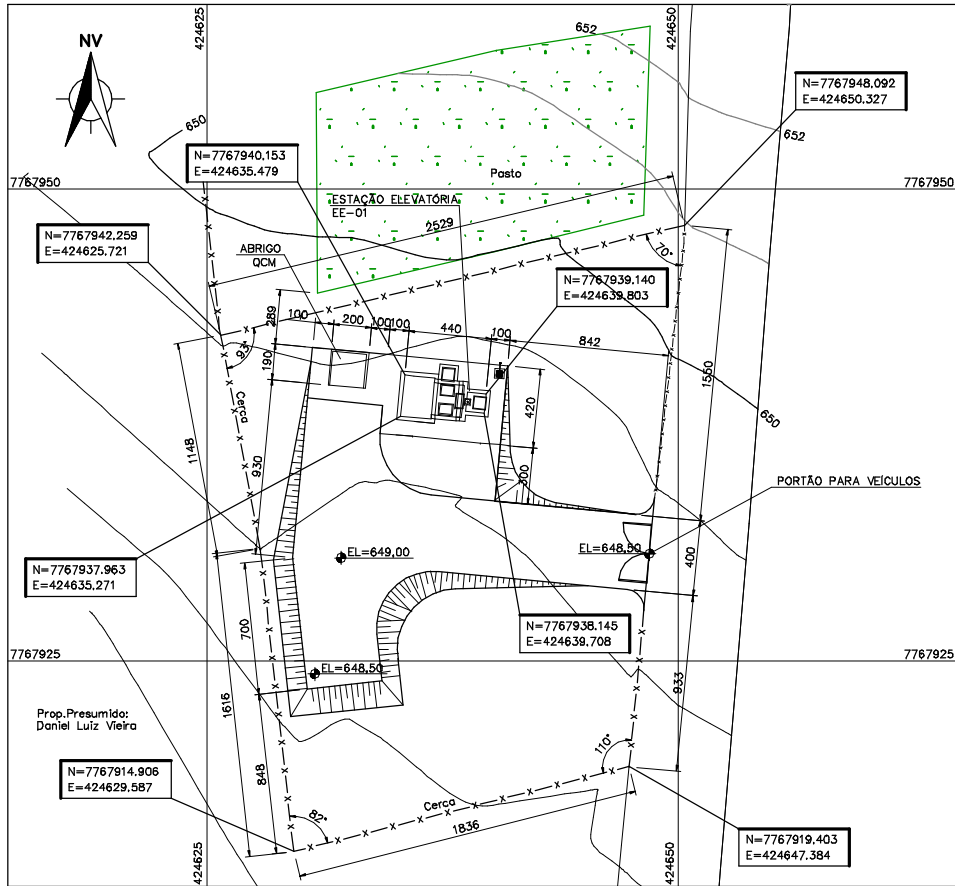 424625
424650
NV
652
N=7767948,092
E=424650.327
650
652
N=7767940.153
E=424635.479
Pasto
7767950
7767950
ESTAÇÃO ELEVATÓRIA
EE-01
2529
N=7767942,259
E=424625,721
ABRIGO
QCM
70°
N=7767939.140
E=424639.803
289
100
200
100
100
440
100
842
93°
190
1550
Cerca
420
650
1148
930
300
PORTÃO PARA VEÍCULOS
EL=649,00
EL=648,50
400
N=7767937.963
E=424635,271
N=7767938.145
E=424639,708
700
7767925
7767925
EL=648,50
933
1616
Prop.Presumido:
Daniel Luiz Vieira
110°
N=7767914.906
E=424629.587
848
Cerca
82°
1836
N=7767919,403
E=424647.384
424625
424650